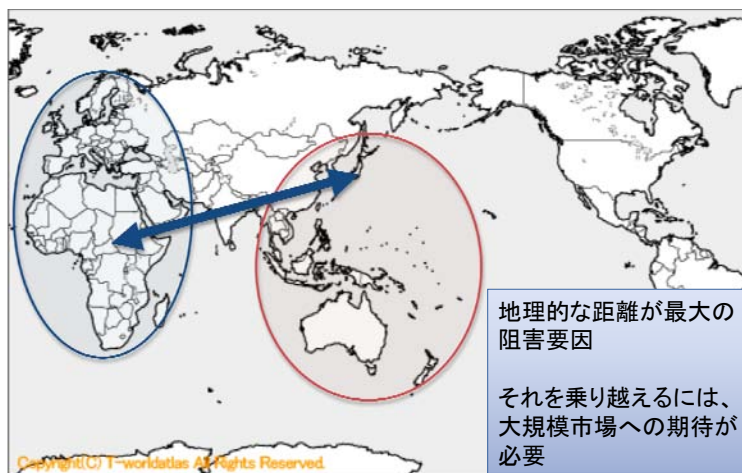 地理的な距離が最大の
阻害要因
それを乗り越えるには、
大規模市場への期待が
必要
Copyright(C) T-worldatlas All Rights Reserved.